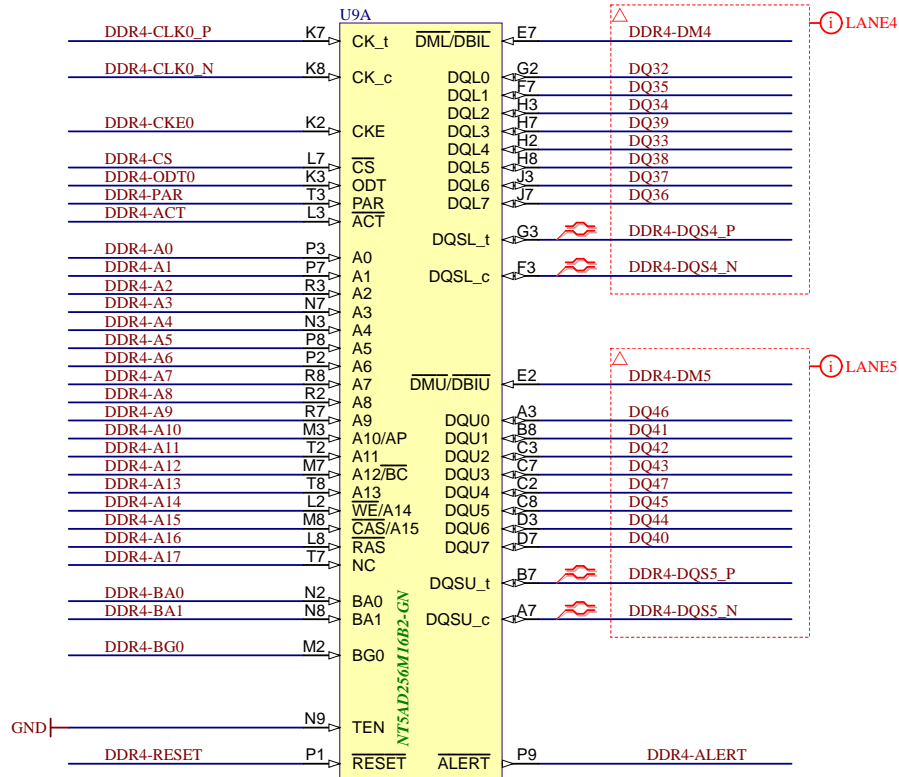 U9A
DDR4-CLK0_P K7 CK_t DML/DBIL E7 DDR4-DM4 i LANE4
DDR4-CLK0_N K8 CK_c DQL0 G2 DQ32
DQL1 F7 DQ35
DQL2 H3 DQ34
DDR4-CKE0 K2 CKE DQL3 H7 DQ39
DQL4 H2 DQ33
DDR4-CS L7 CS DQL5 H8 DQ38
DDR4-ODT0 K3 ODT DQL6 J3 DQ37
DDR4-PAR T3 PAR DQL7 J7 DQ36
DDR4-ACT L3 ACT
DQSL_t G3 DDR4-DQS4_P
DDR4-A0 P3 A0
DDR4-A1 P7 A1 DQSL_c F3 DDR4-DQS4_N
DDR4-A2 R3 A2
DDR4-A3 N7 A3
DDR4-A4 N3 A4
DDR4-A5 P8 A5
DDR4-A6 P2 A6 i LANE5
DDR4-A7 R8 A7 DMU/DBIU E2 DDR4-DM5
DDR4-A8 R2 A8
DDR4-A9 R7 A9 DQU0 A3 DQ46
DDR4-A10 M3 A10/AP DQU1 B8 DQ41
DDR4-A11 T2 A11 DQU2 C3 DQ42
DDR4-A12 M7 A12/BC DQU3 C7 DQ43
DDR4-A13 T8 A13 DQU4 C2 DQ47
DDR4-A14 L2 WE/A14 DQU5 C8 DQ45
DDR4-A15 M8 CAS/A15 DQU6 D3 DQ44
DDR4-A16 L8 RAS DQU7 D7 DQ40
DDR4-A17 T7 NC
DQSU_t B7 DDR4-DQS5_P
DDR4-BA0 N2 BA0
DDR4-BA1 N8 BA1 DQSU_c A7 DDR4-DQS5_N
DDR4-BG0 M2 BG0
NT5AD256M16B2-GN
GND N9 TEN
DDR4-RESET P1 RESET ALERT P9 DDR4-ALERT